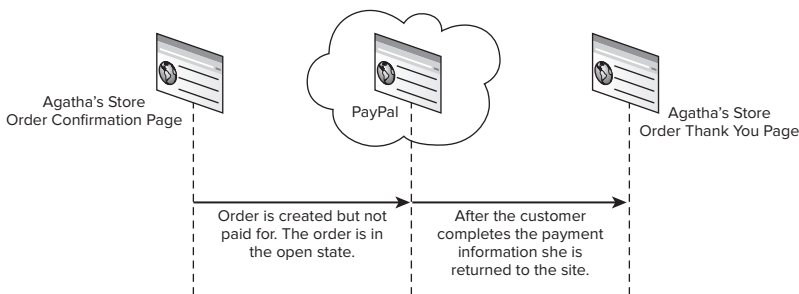 Agatha's Store
Order Confirmation Page
PayPal
Agatha's Store
Order Thank You Page
Order is created but not
paid for. The order is in
the open state.
After the customer
completes the payment
information she is
returned to the site.